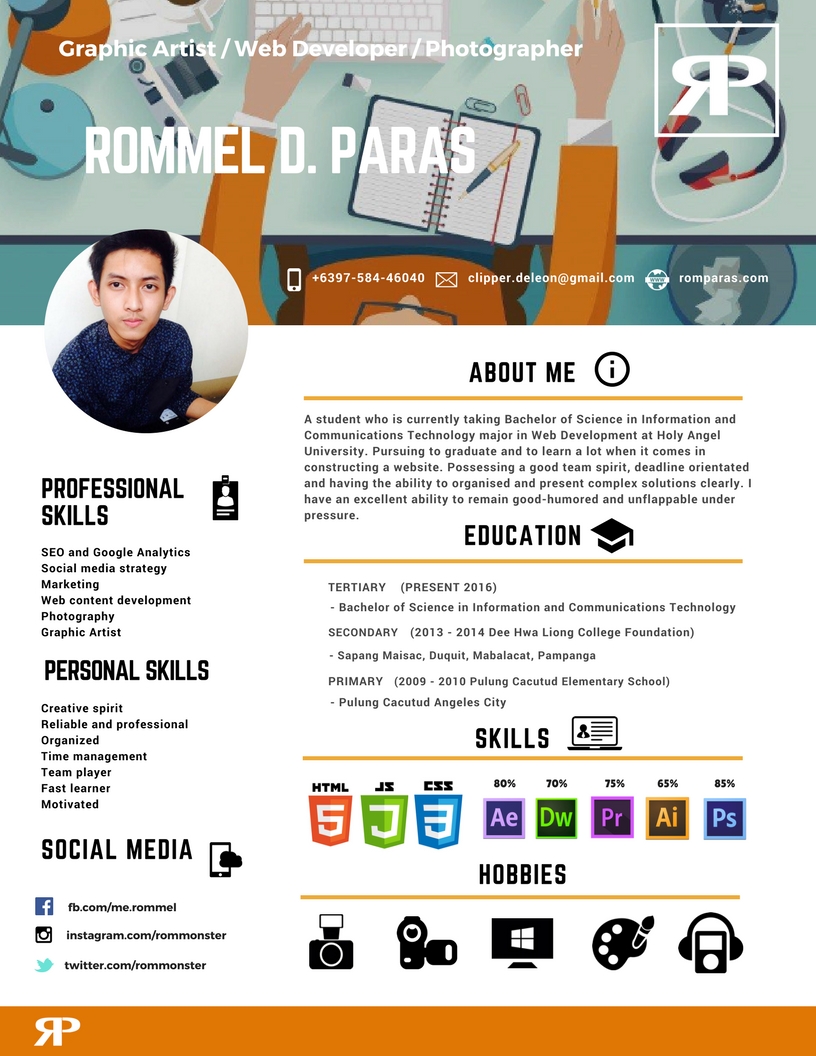 Graphic Artist / Web Developer / Photographer
RP
ROMMEL D. PARAS
+6397-584-46040
clipper.deleon@gmail.com
www
romparas.com
ABOUT ME
A student who is currently taking Bachelor of Science in Information and
Communications Technology major in Web Development at Holy Angel
University. Pursuing to graduate and to learn a lot when it comes in
constructing a website. Possessing a good team spirit, deadline orientated
and having the ability to organised and present complex solutions clearly. I
have an excellent ability to remain good-humored and unflappable under
pressure.
EDUCATION
TERTIARY (PRESENT 2016)
- Bachelor of Science in Information and Communications Technology
SECONDARY (2013 - 2014 Dee Hwa Liong College Foundation)
- Sapang Maisac, Duquit, Mabalacat, Pampanga
PRIMARY (2009 - 2010 Pulung Cacutud Elementary School)
- Pulung Cacutud Angeles City
SKILLS
HTML JS CSS 80% 70% 75% 65% 85%
5 J 3 Ae Dw Pr Ai Ps
HOBBIES
PROFESSIONAL
SKILLS
SEO and Google Analytics
Social media strategy
Marketing
Web content development
Photography
Graphic Artist
PERSONAL SKILLS
Creative spirit
Reliable and professional
Organized
Time management
Team player
Fast learner
Motivated
SOCIAL MEDIA
fb.com/me.rommel
instagram.com/rommonster
twitter.com/rommonster
RP